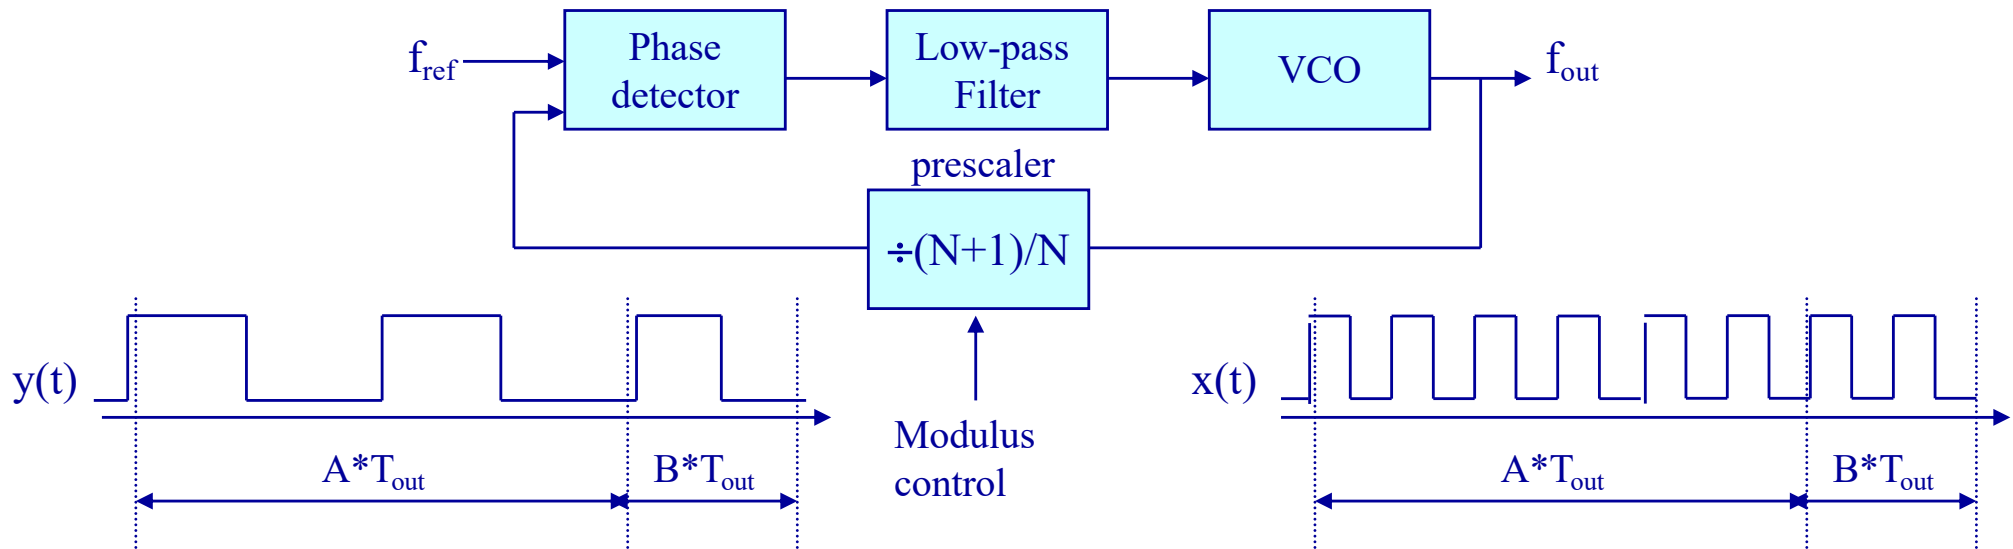 f_ref
Phase
detector
Low-pass
Filter
VCO
f_out
prescaler
÷(N+1)/N
Modulus
control
y(t)
A*T_out
B*T_out
x(t)
A*T_out
B*T_out